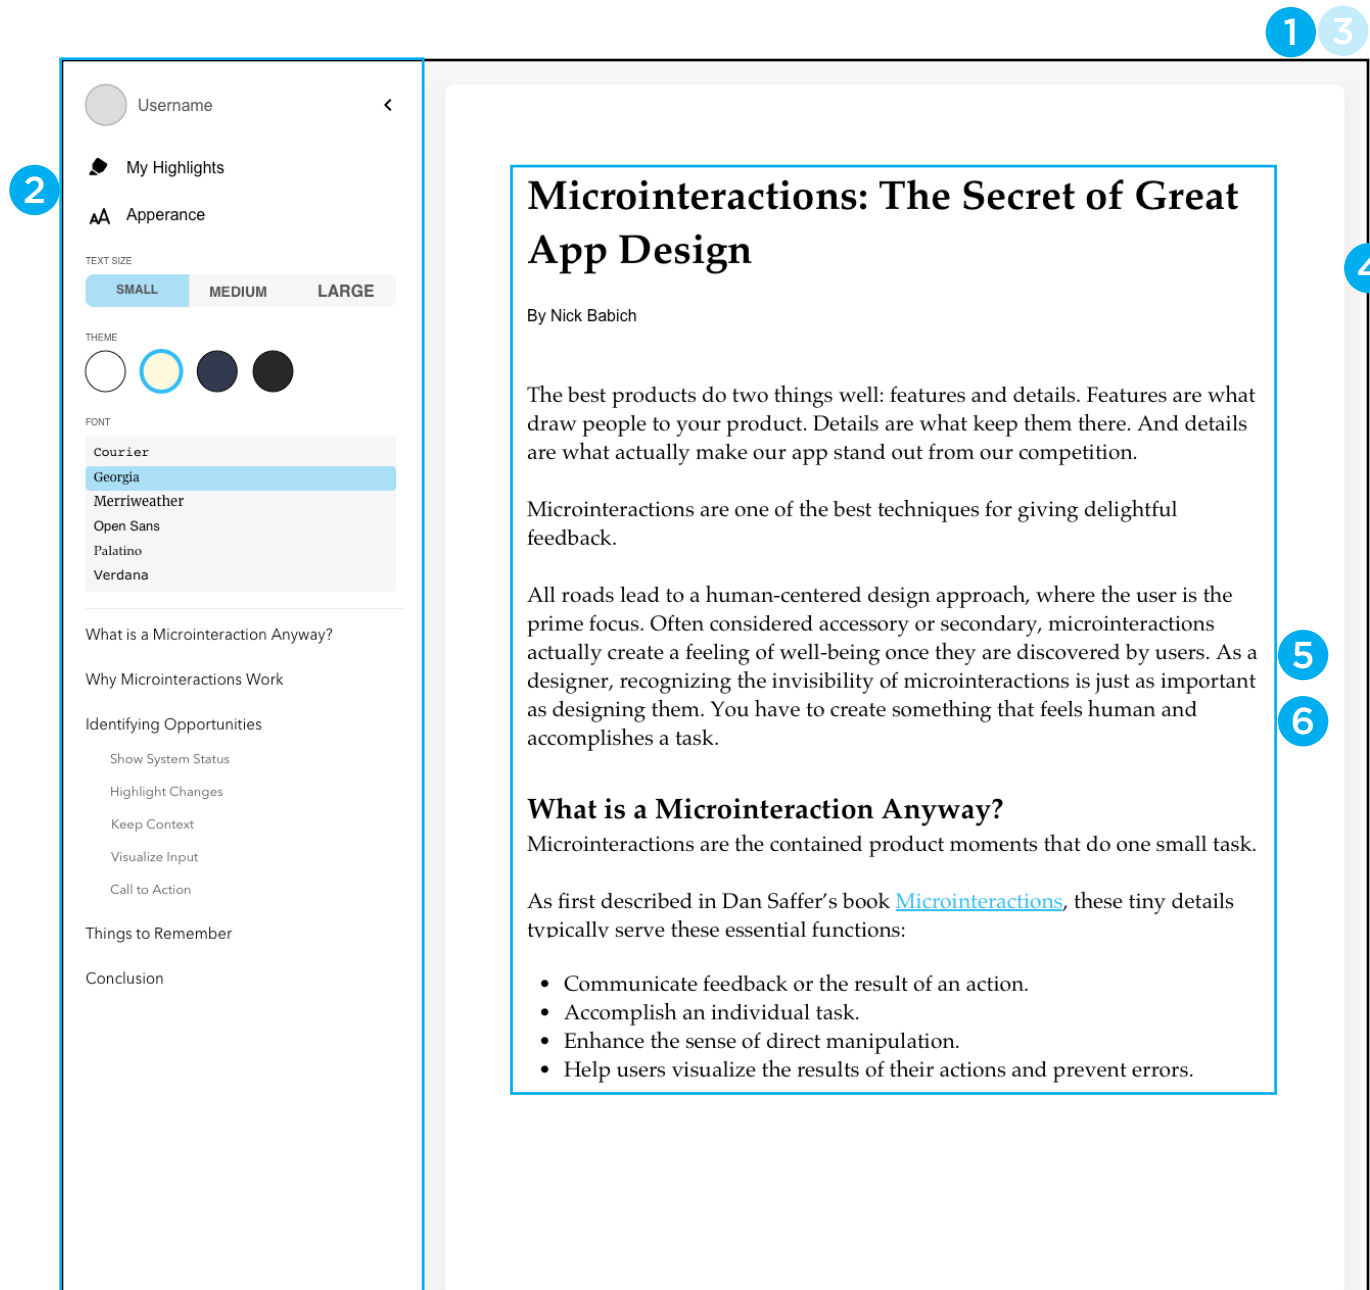 1 3
Username
2
My Highlights
Apperance
TEXT SIZE
SMALL MEDIUM LARGE
THEME
FONT
Courier
Georgia
Merriweather
Open Sans
Palatino
Verdana
What is a Microinteraction Anyway?
Why Microinteractions Work
Identifying Opportunities
Show System Status
Highlight Changes
Keep Context
Visualize Input
Call to Action
Things to Remember
Conclusion
Microinteractions: The Secret of Great
App Design
4
By Nick Babich
The best products do two things well: features and details. Features are what
draw people to your product. Details are what keep them there. And details
are what actually make our app stand out from our competition.
Microinteractions are one of the best techniques for giving delightful
feedback.
All roads lead to a human-centered design approach, where the user is the
prime focus. Often considered accessory or secondary, microinteractions
actually create a feeling of well-being once they are discovered by users. As a
designer, recognizing the invisibility of microinteractions is just as important
as designing them. You have to create something that feels human and
accomplishes a task.
5
6
What is a Microinteraction Anyway?
Microinteractions are the contained product moments that do one small task.
As first described in Dan Saffer’s book Microinteractions, these tiny details
typically serve these essential functions:
• Communicate feedback or the result of an action.
• Accomplish an individual task.
• Enhance the sense of direct manipulation.
• Help users visualize the results of their actions and prevent errors.